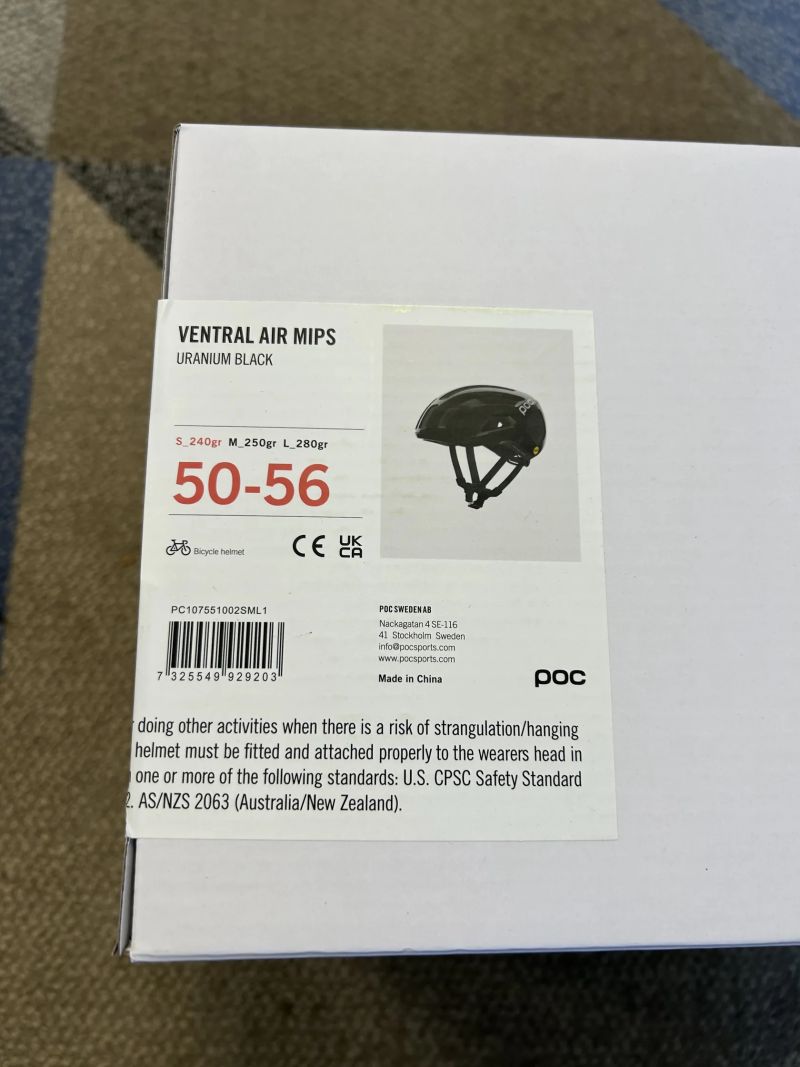 VENTRAL AIR MIPS
URANIUM BLACK
S_240gr M_250gr L_280gr
50-56
Bicycle helmet
CE
UK
CA
poc
PC107551002SML1
7 325549 929203
POC SWEDEN AB
Nackagatan 4 SE-116
41 Stockholm Sweden
info@pocsports.com
www.pocsports.com
Made in China
poc
doing other activities when there is a risk of strangulation/hanging
helmet must be fitted and attached properly to the wearers head in
one or more of the following standards: U.S. CPSC Safety Standard
2. AS/NZS 2063 (Australia/New Zealand).